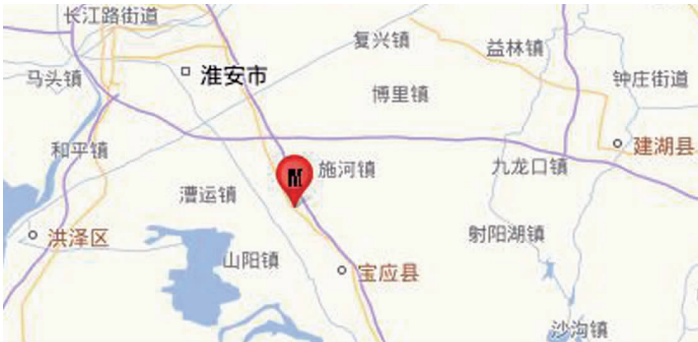 长江路街道
复兴镇
益林镇
马头镇
淮安市
钟庄街道
博里镇
建湖县
和平镇
施河镇
九龙口镇
M
漕运镇
洪泽区
射阳湖镇
山阳镇
宝应县
沙沟镇